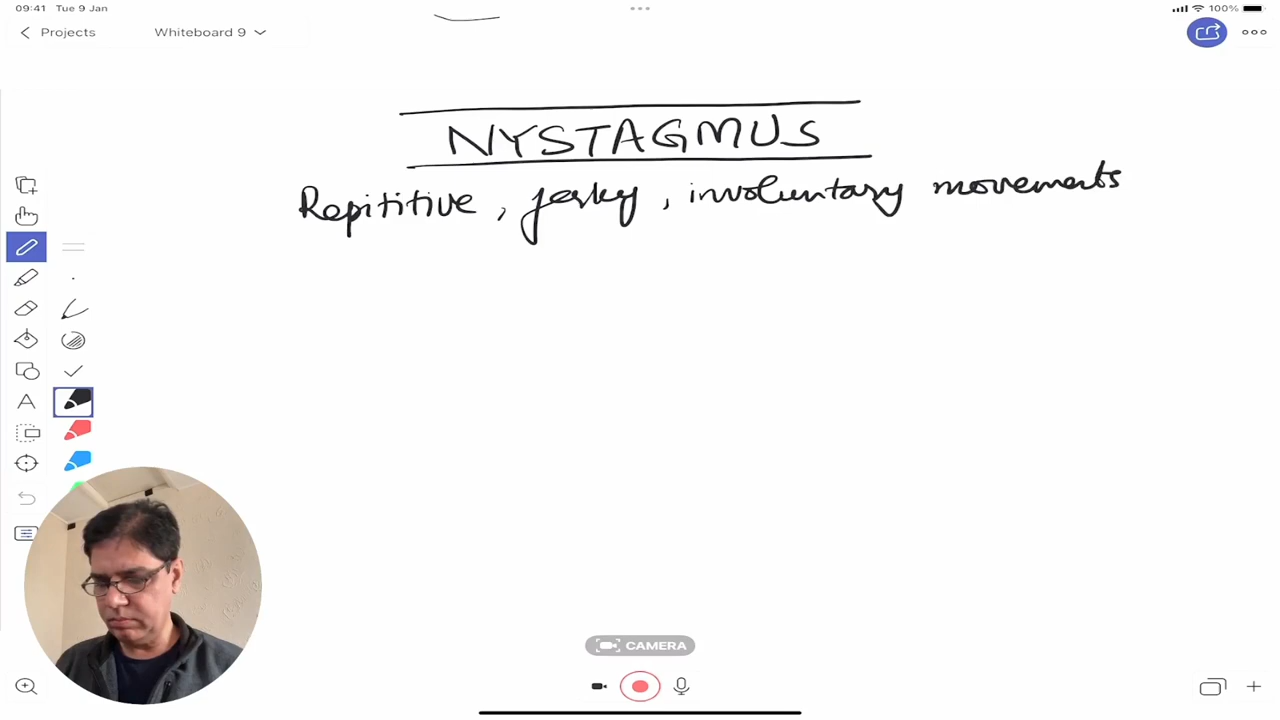 09:41 Tue 9 Jan 100%
Projects Whiteboard 9
NYSTAGMUS
Repititive, jerky, involuntary movements
A
CAMERA